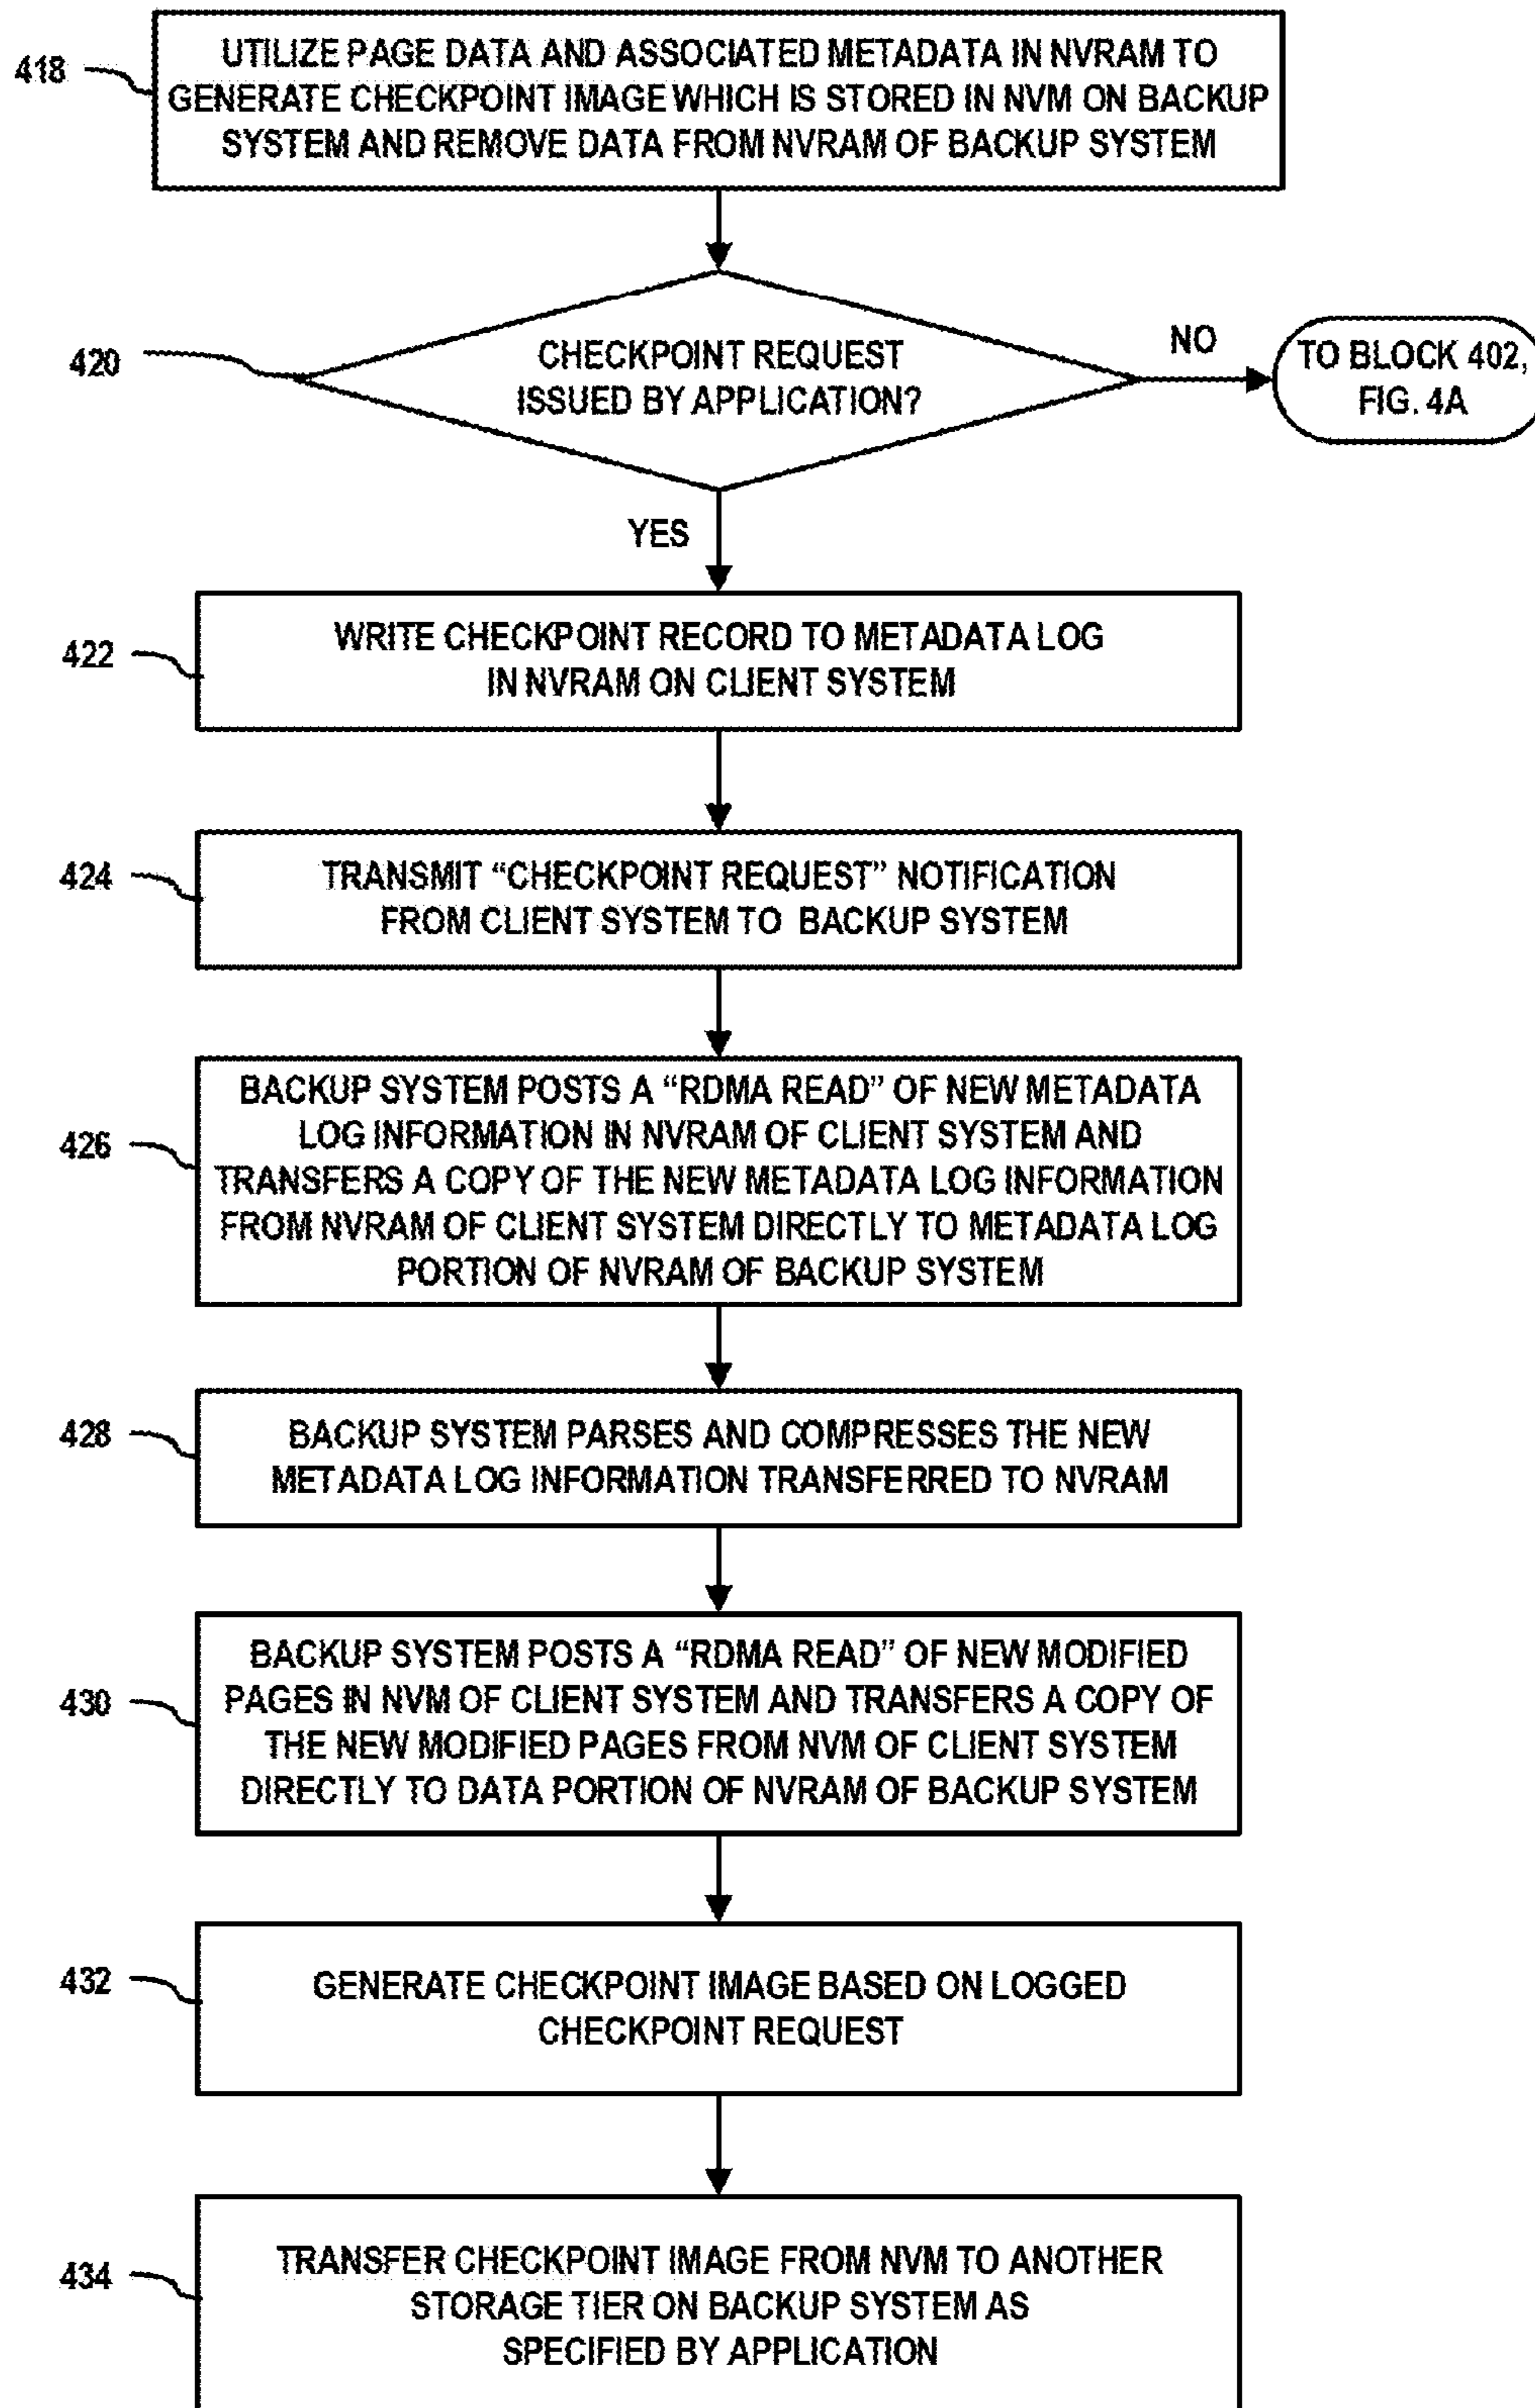 418
UTILIZE PAGE DATA AND ASSOCIATED METADATA IN NVRAM TO
GENERATE CHECKPOINT IMAGE WHICH IS STORED IN NVM ON BACKUP
SYSTEM AND REMOVE DATA FROM NVRAM OF BACKUP SYSTEM
420
CHECKPOINT REQUEST
ISSUED BY APPLICATION?
NO
TO BLOCK 402,
FIG. 4A
YES
422
WRITE CHECKPOINT RECORD TO METADATA LOG
IN NVRAM ON CLIENT SYSTEM
424
TRANSMIT “CHECKPOINT REQUEST” NOTIFICATION
FROM CLIENT SYSTEM TO BACKUP SYSTEM
426
BACKUP SYSTEM POSTS A “RDMA READ” OF NEW METADATA
LOG INFORMATION IN NVRAM OF CLIENT SYSTEM AND
TRANSFERS A COPY OF THE NEW METADATA LOG INFORMATION
FROM NVRAM OF CLIENT SYSTEM DIRECTLY TO METADATA LOG
PORTION OF NVRAM OF BACKUP SYSTEM
428
BACKUP SYSTEM PARSES AND COMPRESSES THE NEW
METADATA LOG INFORMATION TRANSFERRED TO NVRAM
430
BACKUP SYSTEM POSTS A “RDMA READ” OF NEW MODIFIED
PAGES IN NVM OF CLIENT SYSTEM AND TRANSFERS A COPY OF
THE NEW MODIFIED PAGES FROM NVM OF CLIENT SYSTEM
DIRECTLY TO DATA PORTION OF NVRAM OF BACKUP SYSTEM
432
GENERATE CHECKPOINT IMAGE BASED ON LOGGED
CHECKPOINT REQUEST
434
TRANSFER CHECKPOINT IMAGE FROM NVM TO ANOTHER
STORAGE TIER ON BACKUP SYSTEM AS
SPECIFIED BY APPLICATION